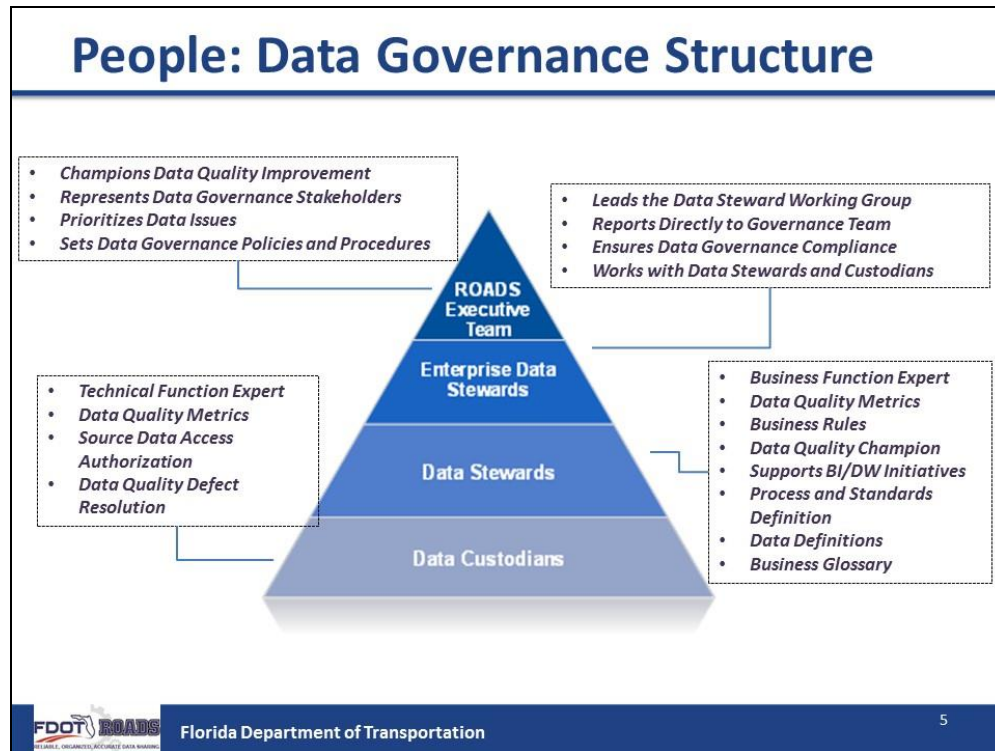 People: Data Governance Structure
• Champions Data Quality Improvement
• Represents Data Governance Stakeholders
• Prioritizes Data Issues
• Sets Data Governance Policies and Procedures
• Leads the Data Steward Working Group
• Reports Directly to Governance Team
• Ensures Data Governance Compliance
• Works with Data Stewards and Custodians
ROADS
Executive
Team
Enterprise Data
Stewards
Data Stewards
Data Custodians
• Technical Function Expert
• Data Quality Metrics
• Source Data Access
Authorization
• Data Quality Defect
Resolution
• Business Function Expert
• Data Quality Metrics
• Business Rules
• Data Quality Champion
• Supports BI/DW Initiatives
• Process and Standards
Definition
• Data Definitions
• Business Glossary
FDOT ROADS
RELIABLE, ORGANIZED, ACCURATE DATA SHARING
Florida Department of Transportation
5